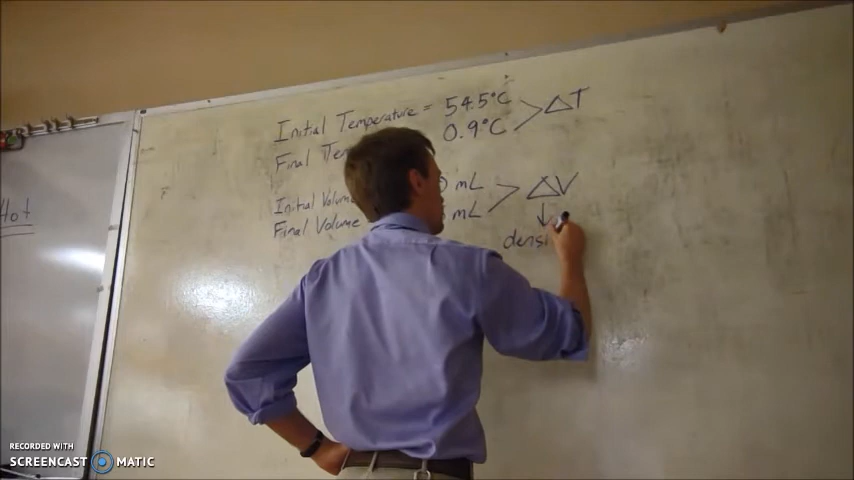 Initial Temperature = 54.5°C
Final 0.9°C
> ΔT
Initial Volume mL
Final Volume mL
> ΔV
↓
densi
Hot
RECORDED WITH
SCREENCAST MATIC